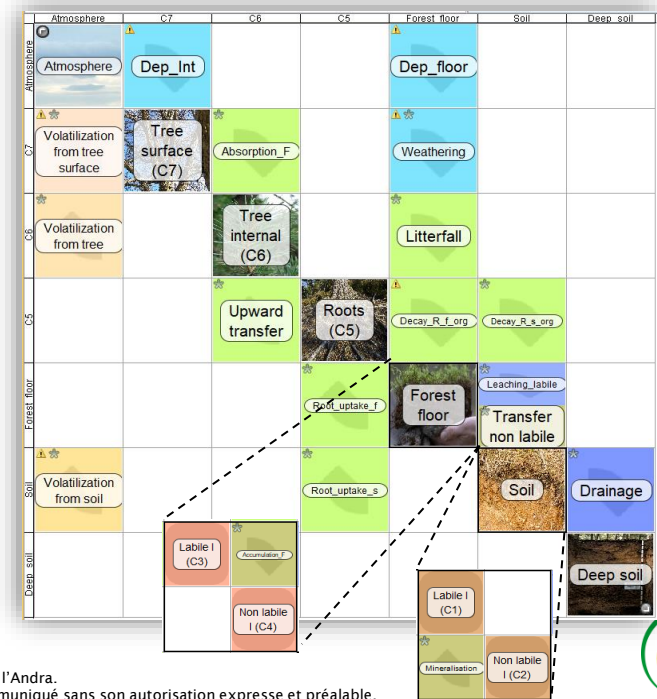 Atmosphere C7 C6 C5 Forest floor Soil Deep soil
Atmosphere
Atmosphere
Dep_Int
Dep_floor
C7
Volatilization
from tree
surface
Tree
surface
(C7)
Absorption_F
Weathering
C6
Volatilization
from tree
Tree
internal
(C6)
Litterfall
C5
Upward
transfer
Roots
(C5)
Decay_R_f_org
Decay_R_s_org
Forest floor
Root_uptake_f
Forest
floor
Leaching_labile
Transfer
non labile
Soil
Volatilization
from soil
Root_uptake_s
Soil
Drainage
Deep soil
Deep soil
Labile I
(C3)
Accumulation_F
Non labile
I (C4)
Labile I
(C1)
Mineralisation
Non labile
I (C2)
l'Andra.
muniqué sans son autorisation expresse et préalable.